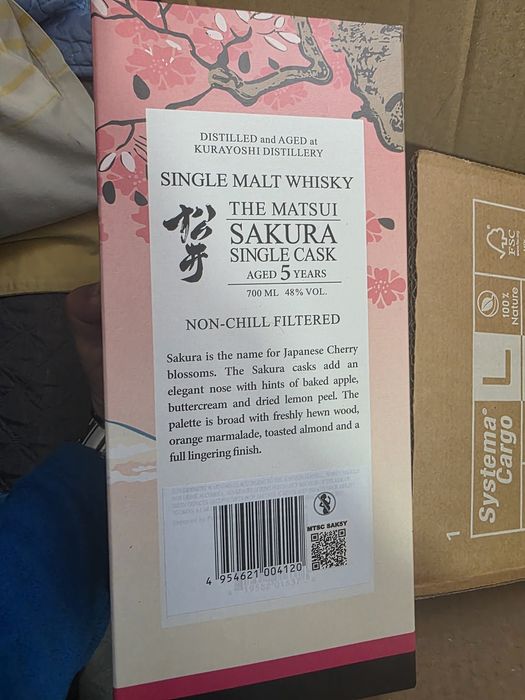 DISTILLED and AGED at
KURAYOSHI DISTILLERY
SINGLE MALT WHISKY
松井
THE MATSUI
SAKURA
SINGLE CASK
AGED 5 YEARS
700 ML 48% VOL.
NON-CHILL FILTERED
Sakura is the name for Japanese Cherry
blossoms. The Sakura casks add an
elegant nose with hints of baked apple,
buttercream and dried lemon peel. The
palette is broad with freshly hewn wood,
orange marmalade, toasted almond and a
full lingering finish.
MTSC SAK5Y
4 954621 004120
FSC
100%
Nature
L
Systema
Cargo
1